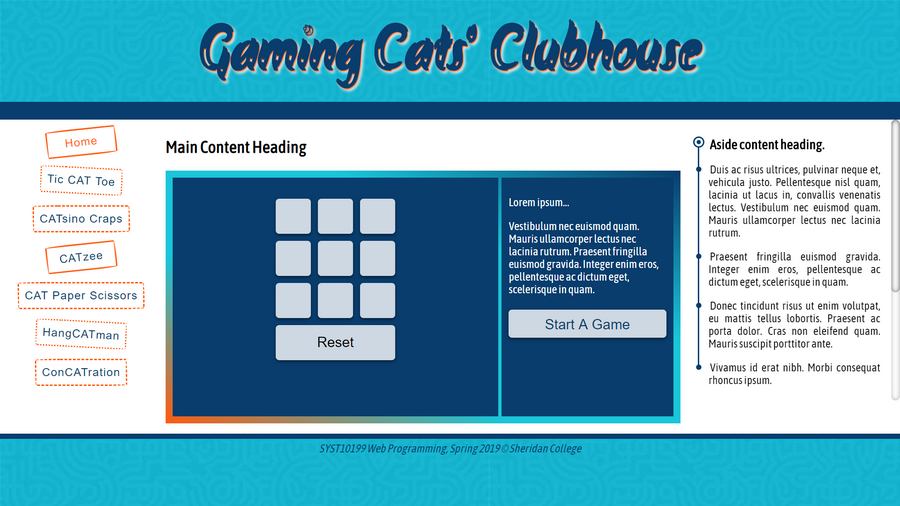 Gaming Cats' Clubhouse
Home
Tic CAT Toe
CATsino Craps
CATzee
CAT Paper Scissors
HangCATman
ConCATration
Main Content Heading
Reset
Lorem ipsum...
Vestibulum nec euismod quam.
Mauris ullamcorper lectus nec
lacinia rutrum. Praesent fringilla
euismod gravida. Integer enim eros,
pellentesque ac dictum eget,
scelerisque in quam.
Start A Game
Aside content heading.
Duis ac risus ultrices, pulvinar neque et,
vehicula justo. Pellentesque nisl quam,
lacinia ut lacus in, convallis venenatis
lectus. Vestibulum nec euismod quam.
Mauris ullamcorper lectus nec lacinia
rutrum.
Praesent fringilla euismod gravida.
Integer enim eros, pellentesque ac
dictum eget, scelerisque in quam.
Donec tincidunt risus ut enim volutpat,
eu mattis tellus lobortis. Praesent ac
porta dolor. Cras non eleifend quam.
Mauris suscipit porttitor ante.
Vivamus id erat nibh. Morbi consequat
rhoncus ipsum.
SYST10199 Web Programming, Spring 2019 © Sheridan College